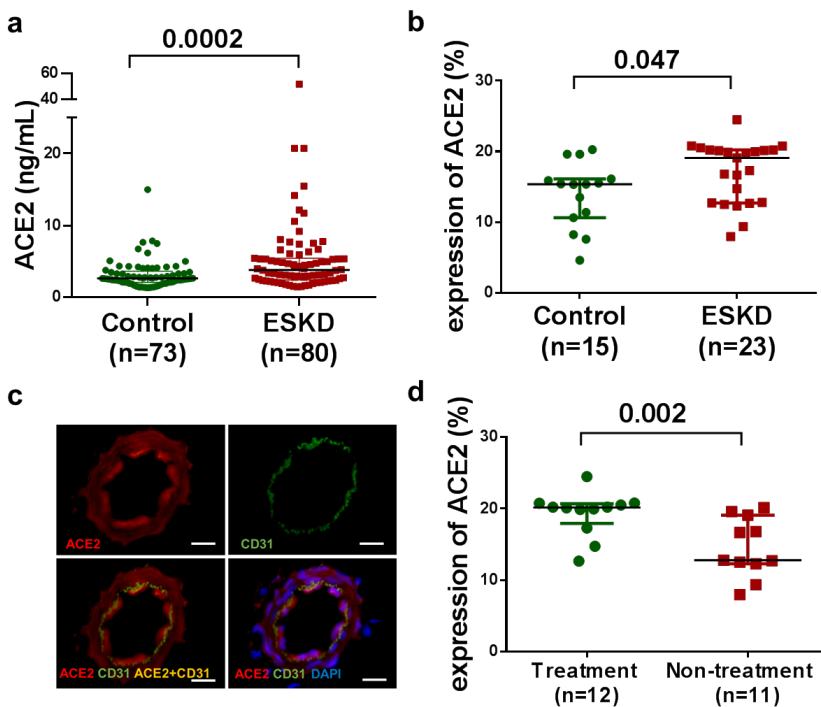 a
0.0002
ACE2 (ng/mL)
60
40
20
10
0
Control
(n=73)
ESKD
(n=80)
b
0.047
expression of ACE2 (%)
30
20
10
0
Control
(n=15)
ESKD
(n=23)
c
ACE2
CD31
ACE2 CD31 ACE2+CD31
ACE2 CD31 DAPI
d
0.002
expression of ACE2 (%)
30
20
10
0
Treatment
(n=12)
Non-treatment
(n=11)